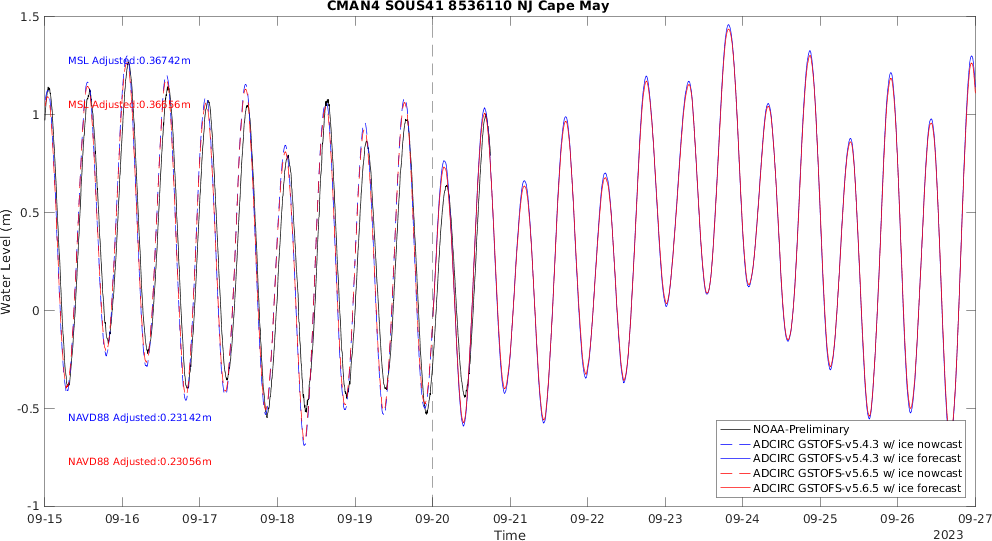 CMAN4 SOUS41 8536110 NJ Cape May
1.5
1
0.5
0
-0.5
-1
Water Level (m)
MSL Adjusted:0.36742m
MSL Adjusted:0.36656m
NAVD88 Adjusted:0.23142m
NAVD88 Adjusted:0.23056m
NOAA-Preliminary
ADCIRC GSTOFS-v5.4.3 w/ ice nowcast
ADCIRC GSTOFS-v5.4.3 w/ ice forecast
ADCIRC GSTOFS-v5.6.5 w/ ice nowcast
ADCIRC GSTOFS-v5.6.5 w/ ice forecast
09-15 09-16 09-17 09-18 09-19 09-20 09-21 09-22 09-23 09-24 09-25 09-26 09-27
Time
2023